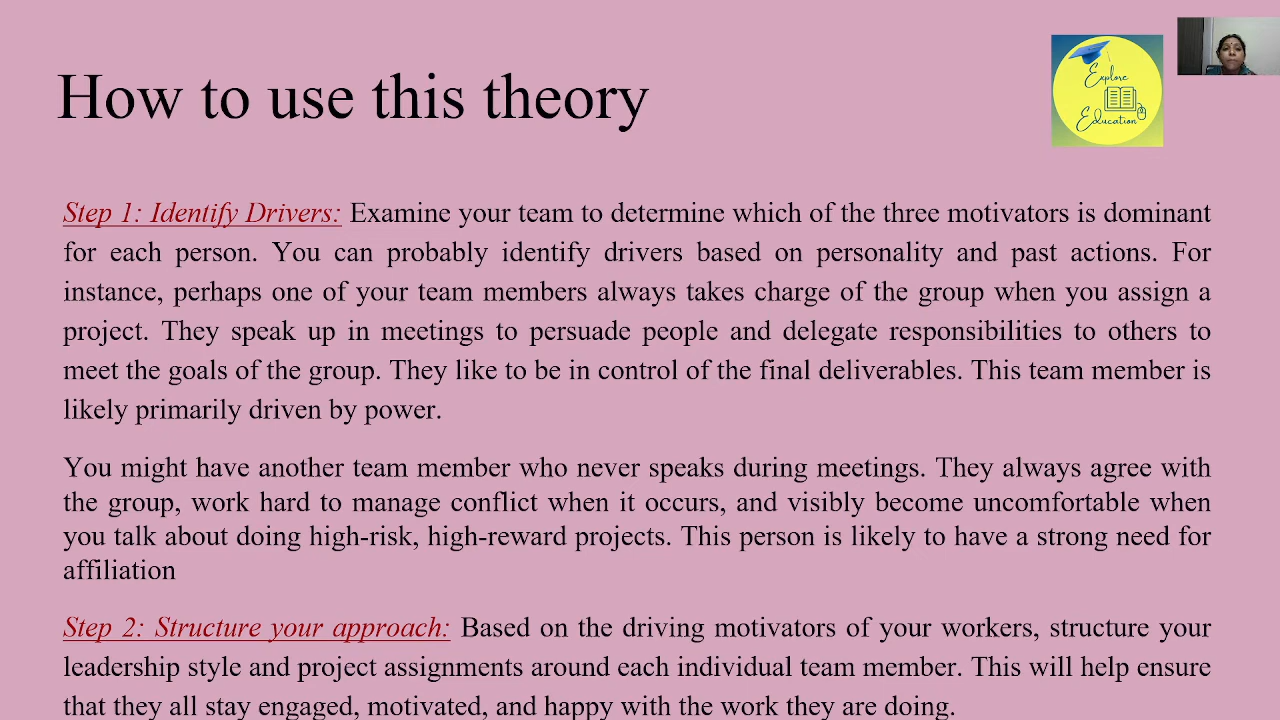 How to use this theory
Explore
Education
Step 1: Identify Drivers: Examine your team to determine which of the three motivators is dominant
for each person. You can probably identify drivers based on personality and past actions. For
instance, perhaps one of your team members always takes charge of the group when you assign a
project. They speak up in meetings to persuade people and delegate responsibilities to others to
meet the goals of the group. They like to be in control of the final deliverables. This team member is
likely primarily driven by power.
You might have another team member who never speaks during meetings. They always agree with
the group, work hard to manage conflict when it occurs, and visibly become uncomfortable when
you talk about doing high-risk, high-reward projects. This person is likely to have a strong need for
affiliation
Step 2: Structure your approach: Based on the driving motivators of your workers, structure your
leadership style and project assignments around each individual team member. This will help ensure
that they all stay engaged, motivated, and happy with the work they are doing.